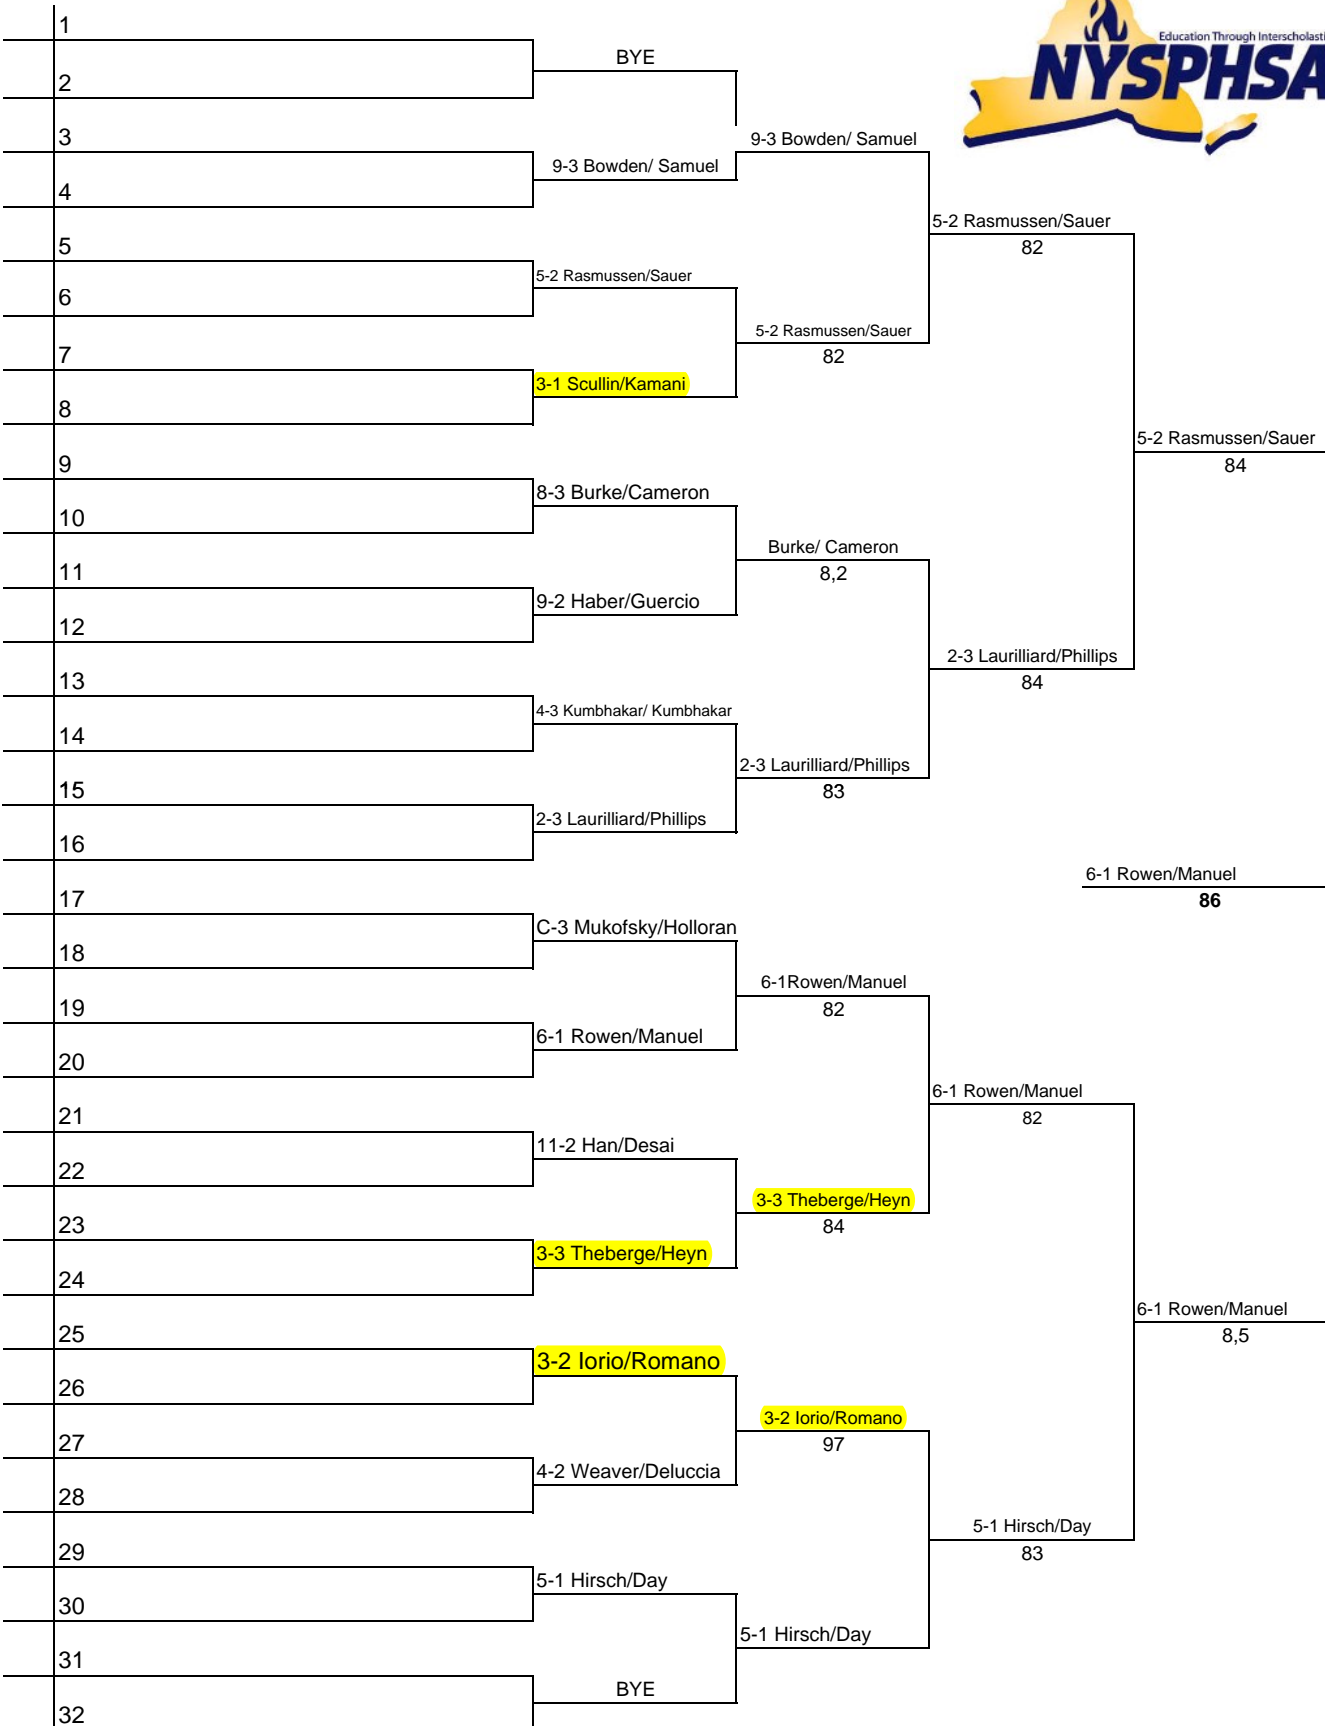 1
Education Through Interscholasti
BYE
NYSPHSA
2
3
9-3 Bowden/ Samuel
9-3 Bowden/ Samuel
4
5-2 Rasmussen/Sauer
82
5
5-2 Rasmussen/Sauer
6
5-2 Rasmussen/Sauer
82
7
3-1 Scullin/Kamani
8
5-2 Rasmussen/Sauer
84
9
8-3 Burke/Cameron
10
Burke/ Cameron
8,2
11
9-2 Haber/Guercio
12
2-3 Laurilliard/Phillips
84
13
4-3 Kumbhakar/ Kumbhakar
14
2-3 Laurilliard/Phillips
83
15
2-3 Laurilliard/Phillips
16
6-1 Rowen/Manuel
86
17
C-3 Mukofsky/Holloran
18
6-1Rowen/Manuel
82
19
6-1 Rowen/Manuel
20
6-1 Rowen/Manuel
82
21
11-2 Han/Desai
22
3-3 Theberge/Heyn
84
23
3-3 Theberge/Heyn
24
6-1 Rowen/Manuel
8,5
25
3-2 Iorio/Romano
26
3-2 Iorio/Romano
97
27
4-2 Weaver/Deluccia
28
5-1 Hirsch/Day
83
29
5-1 Hirsch/Day
30
5-1 Hirsch/Day
31
BYE
32